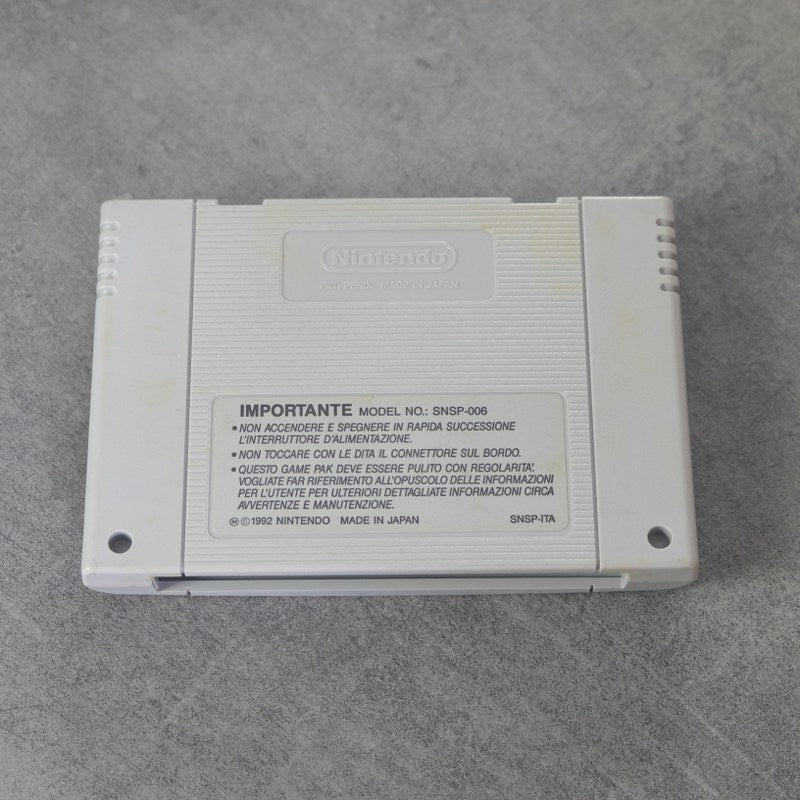 Nintendo
PAT. PEND. MADE IN JAPAN
IMPORTANTE MODEL NO.: SNSP-006
• NON ACCENDERE E SPEGNERE IN RAPIDA SUCCESSIONE
L'INTERRUTTORE D'ALIMENTAZIONE.
• NON TOCCARE CON LE DITA IL CONNETTORE SUL BORDO.
• QUESTO GAME PAK DEVE ESSERE PULITO CON REGOLARITA'.
VOGLIATE FAR RIFERIMENTO ALL'OPUSCOLO DELLE INFORMAZIONI
PER L'UTENTE PER ULTERIORI DETTAGLIATE INFORMAZIONI CIRCA
AVVERTENZE E MANUTENZIONE.
Ⓜ©1992 NINTENDO MADE IN JAPAN SNSP-ITA